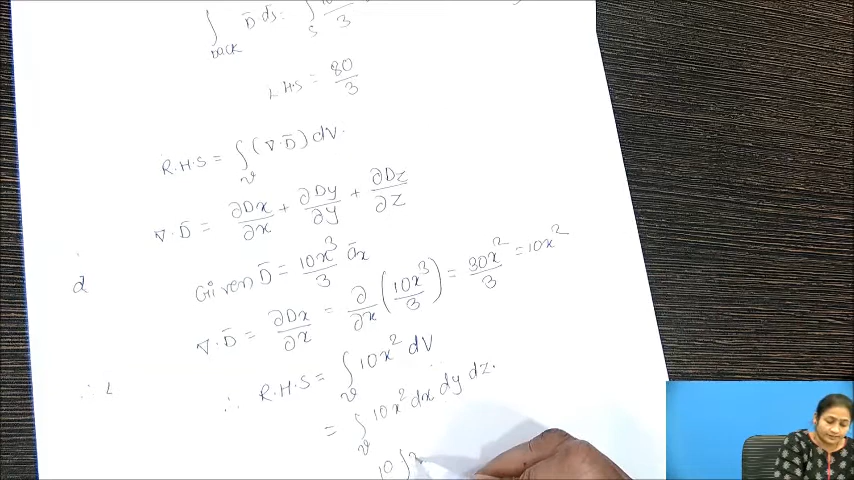 ∫ D̄ ds̄ : ∫ 10
back S 3
L.H.S = 80/3
R.H.S = ∫v (∇·D̄) dV.
∇·D̄ = ∂Dx/∂x + ∂Dy/∂y + ∂Dz/∂z
Given D̄ = 10x³/3 āx
∇·D̄ = ∂Dx/∂x = ∂/∂x (10x³/3) = 30x²/3 = 10x²
∴ L ∴ R.H.S = ∫v 10x² dV
= ∫v 10x² dx dy dz.
10 ∫